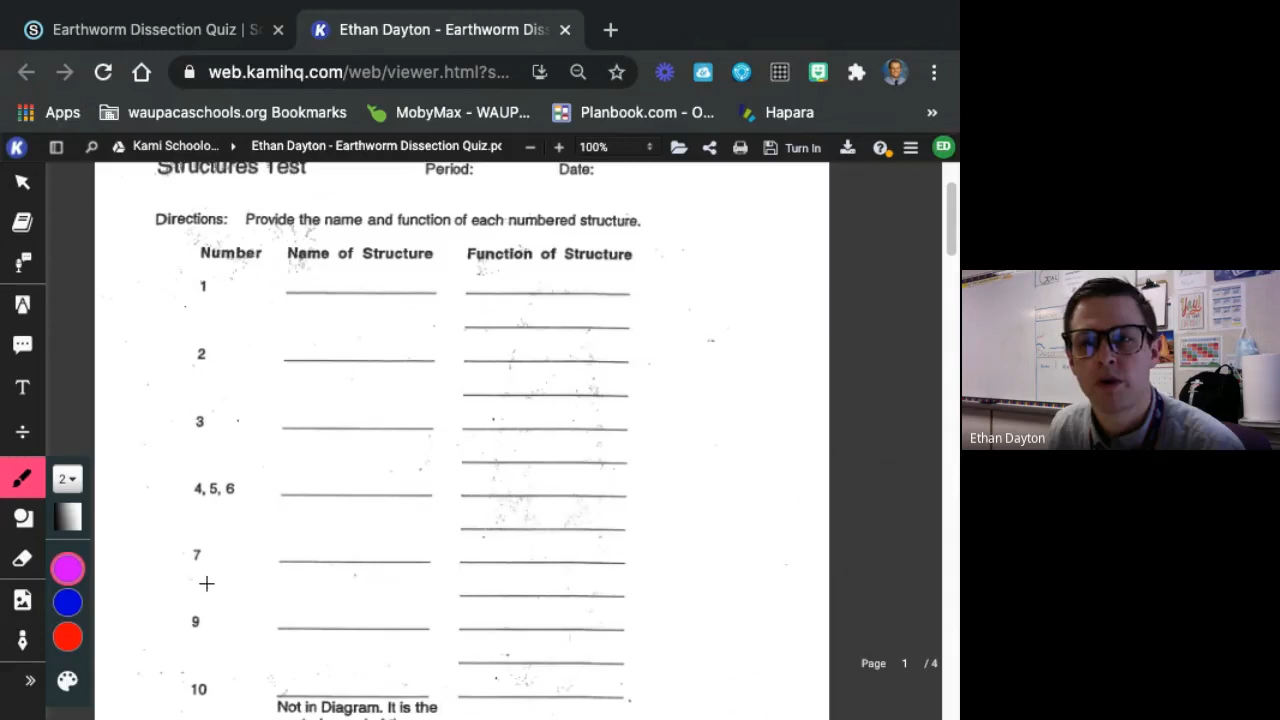 Earthworm Dissection Quiz | S
Ethan Dayton - Earthworm Dis
web.kamihq.com/web/viewer.html?s...
Apps
waupacaschools.org Bookmarks
MobyMax - WAUP...
Planbook.com - O...
Hapara
»
Kami Schoolo...
Ethan Dayton - Earthworm Dissection Quiz.pc
100%
Turn In
ED
Structures Test
Period:
Date:
Directions: Provide the name and function of each numbered structure.
Number Name of Structure Function of Structure
1
2
3
4, 5, 6
7
9
10
Not in Diagram. It is the
2
Page 1 / 4
Ethan Dayton